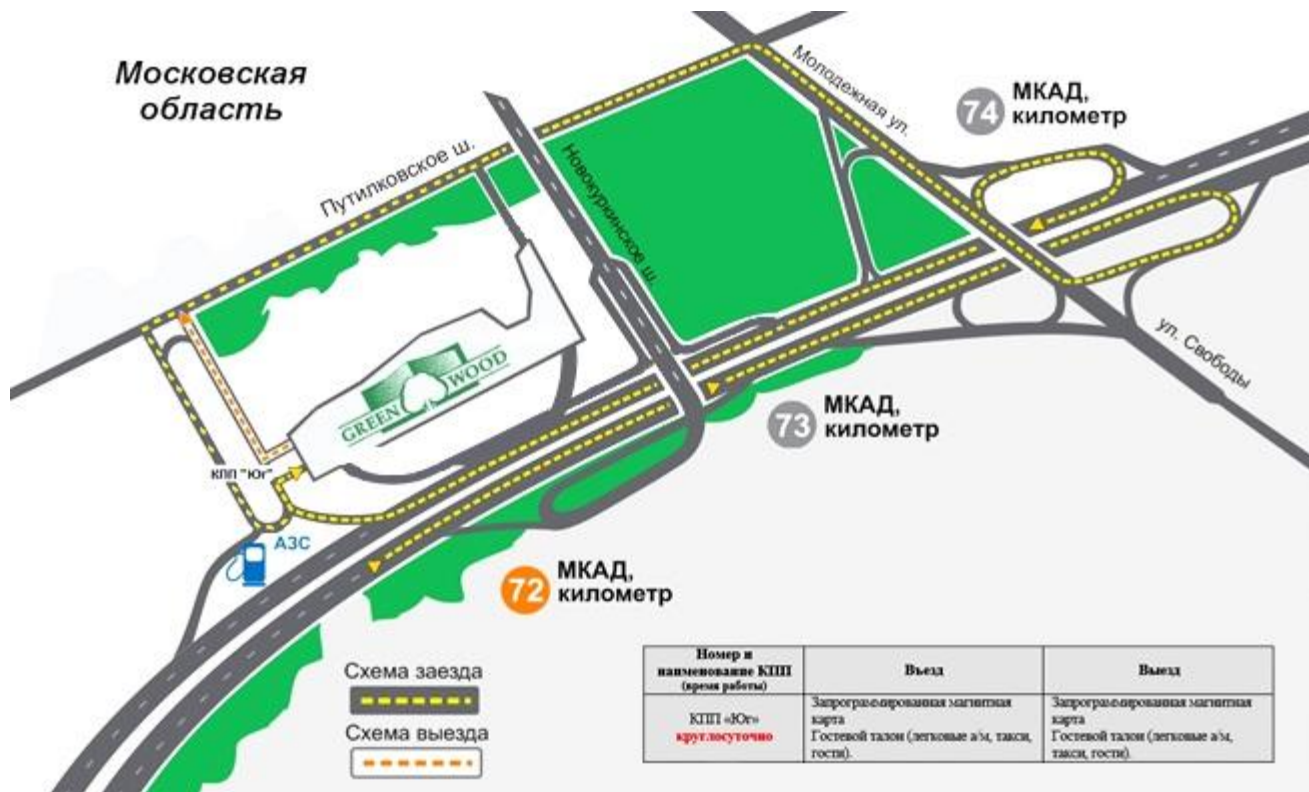 Московская
область
Путилковское ш.
Новокуркинское ш.
Молодежная ул.
74
МКАД,
километр
ул. Свободы
GREEN WOOD
КПП "Юг"
АЗС
73
МКАД,
километр
72
МКАД,
километр
Схема заезда
Схема выезда
Номер и
наименование КПП
(время работы)
Въезд
Выезд
КПП «Юг»
круглосуточно
Запрограммированная магнитная
карта
Гостевой талон (легковые а/м, такси,
гости).
Запрограммированная магнитная
карта
Гостевой талон (легковые а/м,
такси, гости).